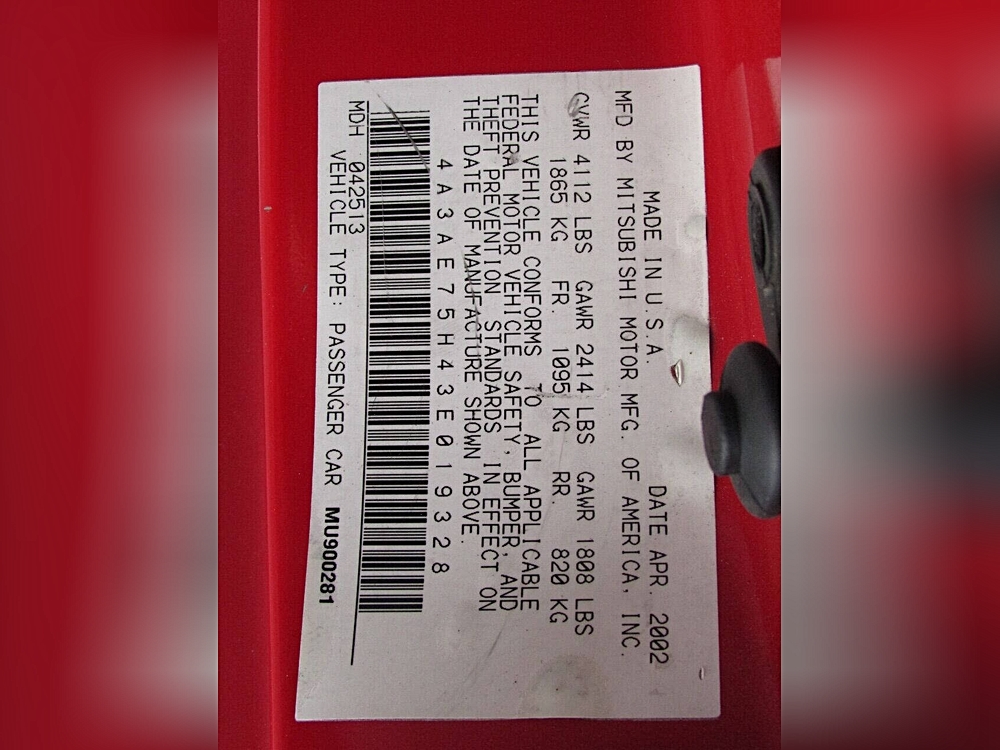 MADE IN U.S.A. DATE APR. 2002
MFD BY MITSUBISHI MOTOR MFG. OF AMERICA, INC.
GVWR 4112 LBS GAWR 2414 LBS GAWR 1808 LBS
1865 KG FR. 1095 KG RR. 820 KG
THIS VEHICLE CONFORMS TO ALL APPLICABLE
FEDERAL MOTOR VEHICLE SAFETY, BUMPER, AND
THEFT PREVENTION STANDARDS IN EFFECT ON
THE DATE OF MANUFACTURE SHOWN ABOVE.
4A3AE75H43E019328
MDH 042513
VEHICLE TYPE: PASSENGER CAR MU900281